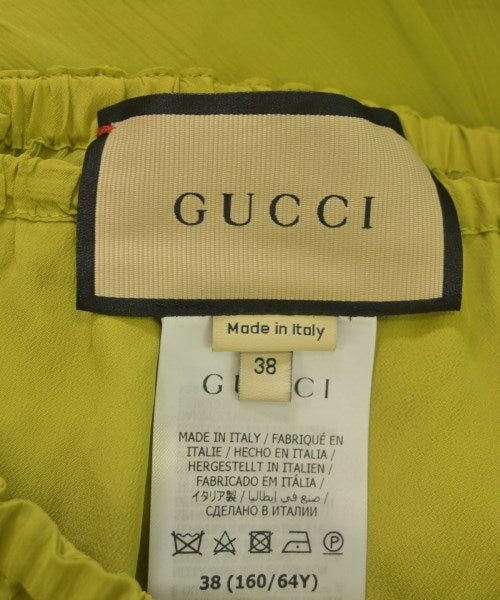 GUCCI
Made in Italy
38
GUCCI
MADE IN ITALY / FABRIQUÉ EN
ITALIE / HECHO EN ITALIA /
HERGESTELLT IN ITALIEN /
FABRICADO EM ITÁLIA /
イタリア製 / صنع في إيطاليا /
СДЕЛАНО В ИТАЛИИ
38 (160/64Y)